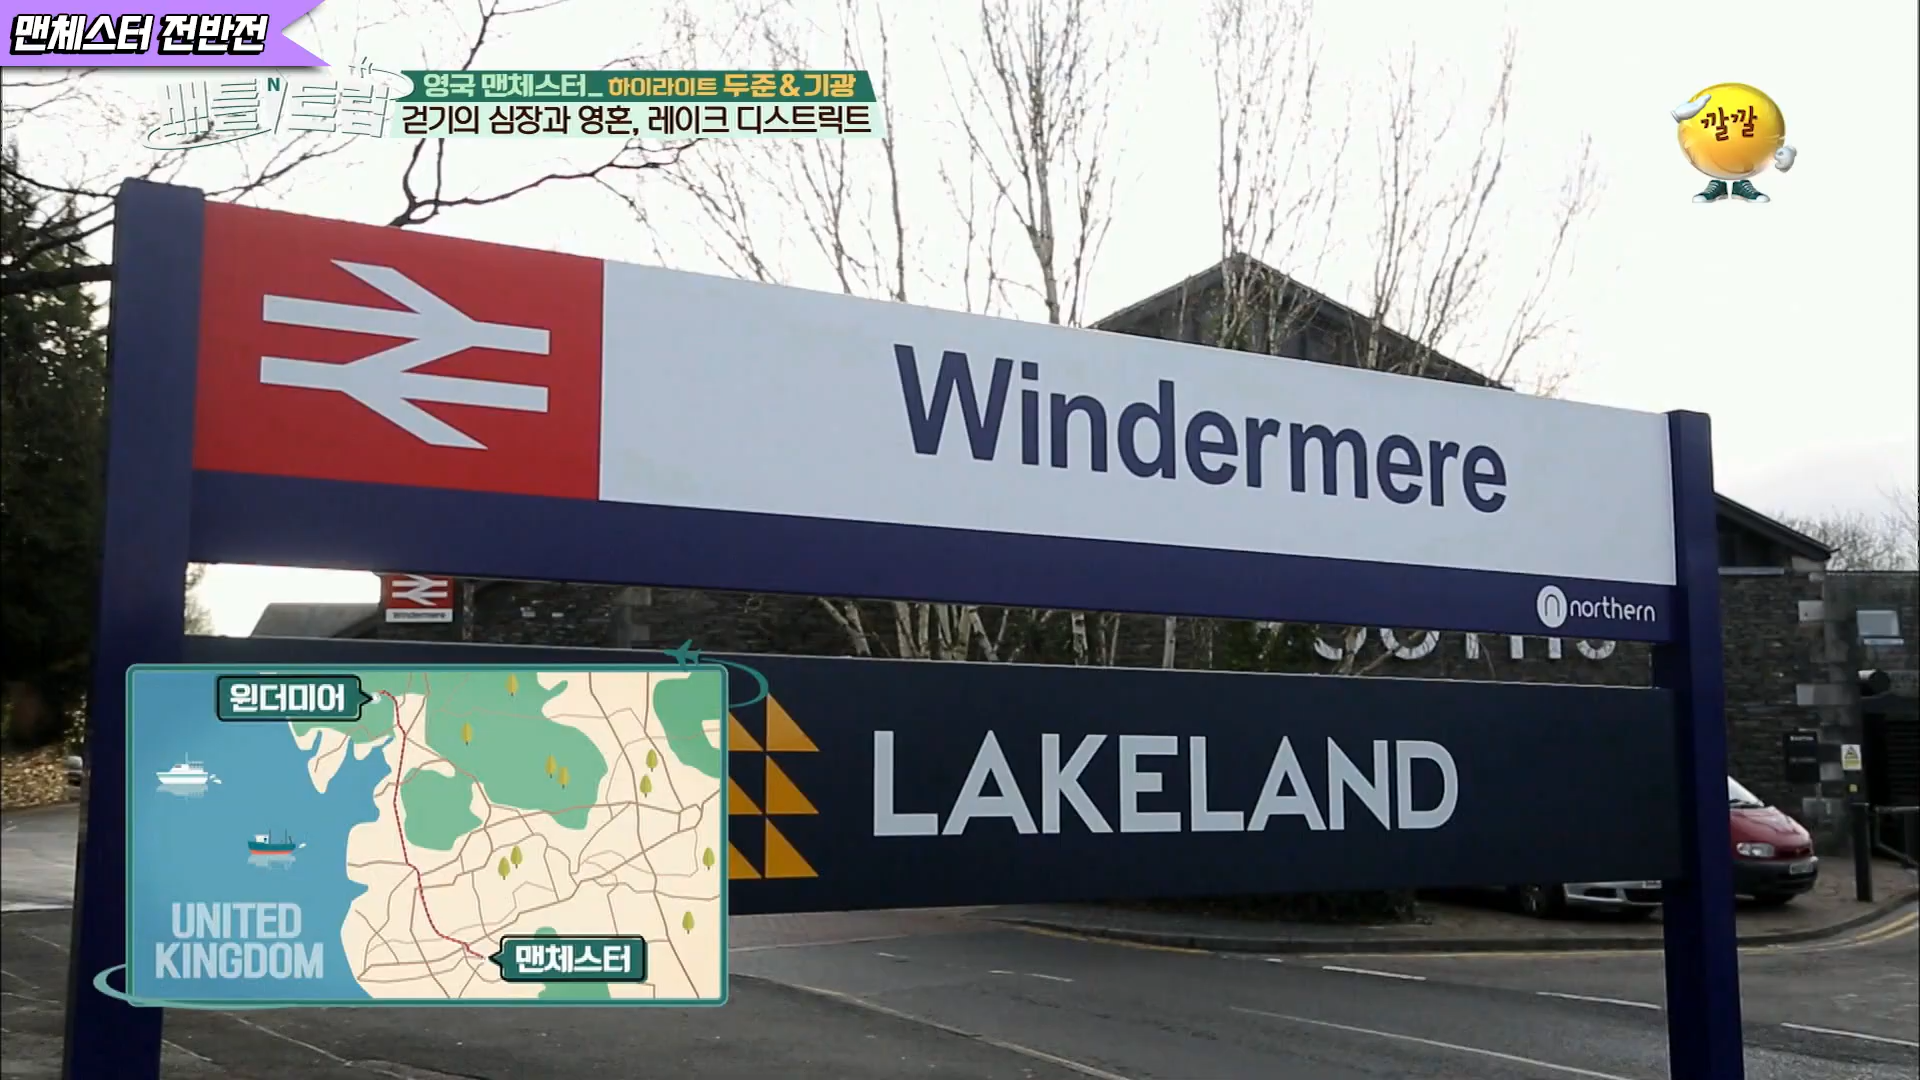 맨체스터 전반전
배틀 트립
영국 맨체스터_ 하이라이트 두준&기광
걷기의 심장과 영혼, 레이크 디스트릭트
깔깔
Windermere
northern
Windermere
LAKELAND
윈더미어
UNITED
KINGDOM
맨체스터